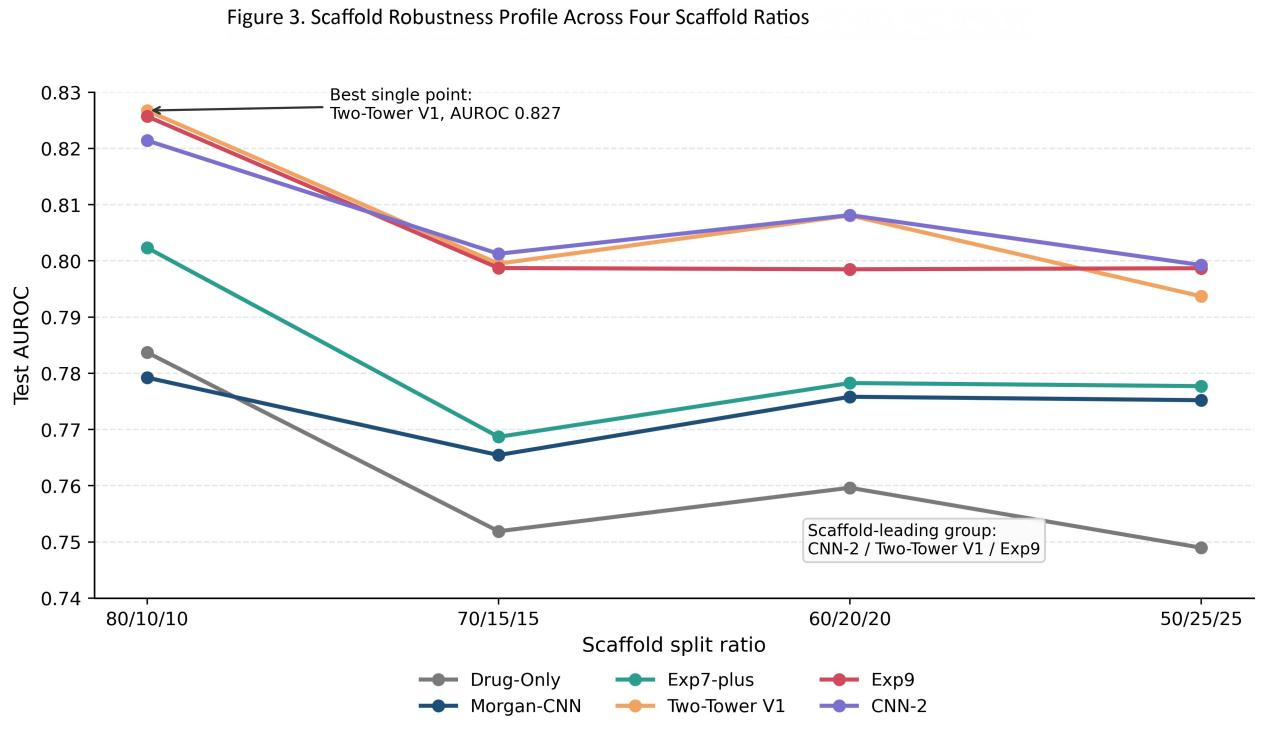 Figure 3. Scaffold Robustness Profile Across Four Scaffold Ratios
Best single point:
Two-Tower V1, AUROC 0.827
0.83
0.82
0.81
0.80
0.79
0.78
0.77
0.76
0.75
0.74
Test AUROC
Scaffold-leading group:
CNN-2 / Two-Tower V1 / Exp9
80/10/10 70/15/15 60/20/20 50/25/25
Scaffold split ratio
Drug-Only Exp7-plus Exp9
Morgan-CNN Two-Tower V1 CNN-2